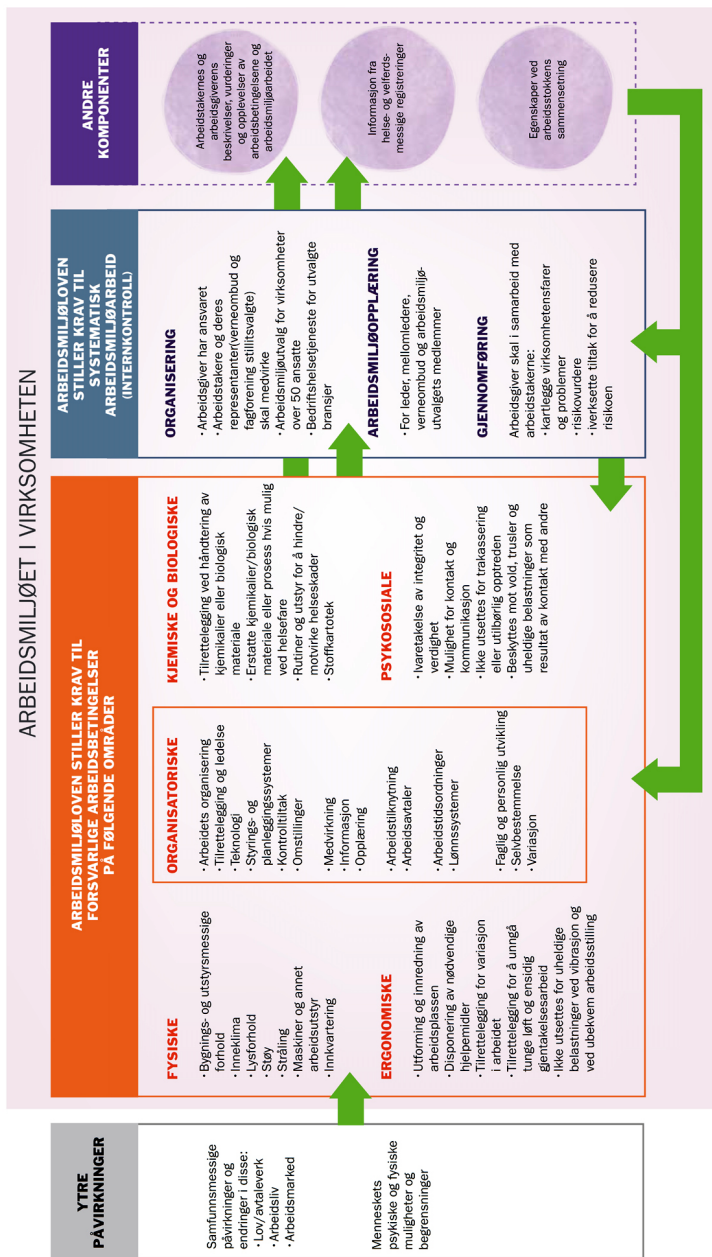 ARBEIDSMILJØET I VIRKSOMHETEN
YTRE
PÅVIRKNINGER
Samfunnsmessige
påvirkninger og
endringer i disse:
· Lov/avtaleverk
· Arbeidsliv
· Arbeidsmarked
Menneskets
psykiske og fysiske
muligheter og
begrensninger
ARBEIDSMILJØLOVEN STILLER KRAV TIL
FORSVARLIGE ARBEIDSBETINGELSER
PÅ FØLGENDE OMRÅDER
FYSISKE
· Bygnings- og utstyrsmessige
forhold
· Inneklima
· Lysforhold
· Støy
· Stråling
· Maskiner og annet
arbeidsutstyr
· Innkvartering
ERGONOMISKE
· Utforming og innredning av
arbeidsplassen
· Disponering av nødvendige
hjelpemidler
· Tilrettelegging for variasjon
i arbeidet
· Tilrettelegging for å unngå
tunge løft og ensidig
gjentakelsesarbeid
· Ikke utsettes for uheldige
belastninger ved vibrasjon og
ved ubekvem arbeidsstilling
ORGANISATORISKE
· Arbeidets organisering
· Tilrettelegging og ledelse
· Teknologi
· Styrings- og
planleggingssystemer
· Kontrolltiltak
· Omstillinger
· Medvirkning
· Informasjon
· Opplæring
· Arbeidstilknytning
· Arbeidsavtaler
· Arbeidstidsordninger
· Lønnssystemer
· Faglig og personlig utvikling
· Selvbestemmelse
· Variasjon
KJEMISKE OG BIOLOGISKE
· Tilrettelegging ved håndtering av
kjemikalier eller biologisk
materiale
· Erstatte kjemikalier/biologisk
materiale eller prosess hvis mulig
ved helsefare
· Rutiner og utstyr for å hindre/
motvirke helseskader
· Stoffkartotek
PSYKOSOSIALE
· Ivaretakelse av integritet og
verdighet
· Mulighet for kontakt og
kommunikasjon
· Ikke utsettes for trakassering
eller utilbørlig opptreden
· Beskyttes mot vold, trusler og
uheldige belastninger som
resultat av kontakt med andre
ARBEIDSMILJØLOVEN
STILLER KRAV TIL
SYSTEMATISK
ARBEIDSMILJØARBEID
(INTERNKONTROLL)
ORGANISERING
· Arbeidsgiver har ansvaret
· Arbeidstakere og deres
representanter(verneombud og
fagforening stillitsvalgte)
skal medvirke
· Arbeidsmiljøutvalg for virksomheter
over 50 ansatte
· Bedriftshelsetjeneste for utvalgte
bransjer
ARBEIDSMILJØOPPLÆRING
· For leder, mellomledere,
verneombud og arbeidsmiljø-
utvalgets medlemmer
GJENNOMFØRING
Arbeidsgiver skal i samarbeid med
arbeidstakerne:
· kartlegge virksomhetensfarer
og problemer
· risikovurdere
· iverksette tiltak for å redusere
risikoen
ANDRE
KOMPONENTER
Arbeidstakernes og
arbeidsgiverens
beskrivelser, vurderinger
og opplevelser av
arbeidsbetingelsene og
arbeidsmiljøarbeidet
Informasjon fra
helse- og velferds-
messige registreringer
Egenskaper ved
arbeidsstokkens
sammensetning